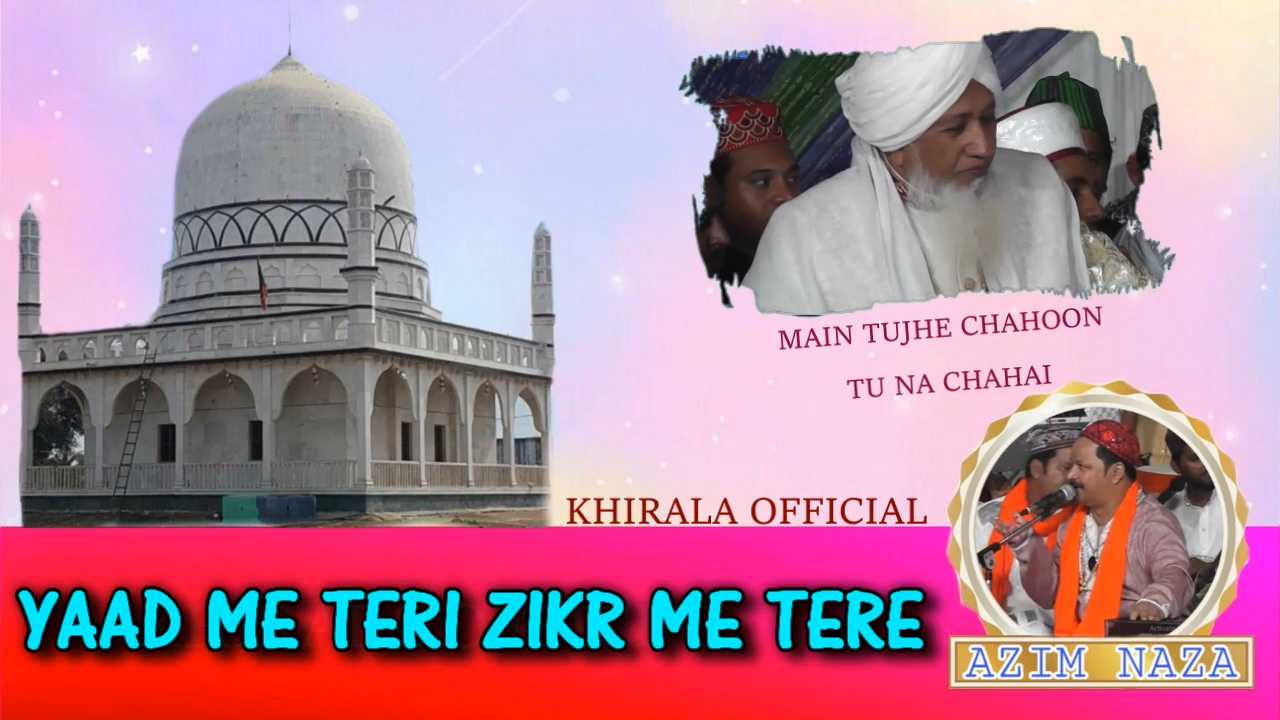 MAIN TUJHE CHAHOON
TU NA CHAHAI
KHIRALA OFFICIAL
YAAD ME TERI ZIKR ME TERE
AZIM NAZA